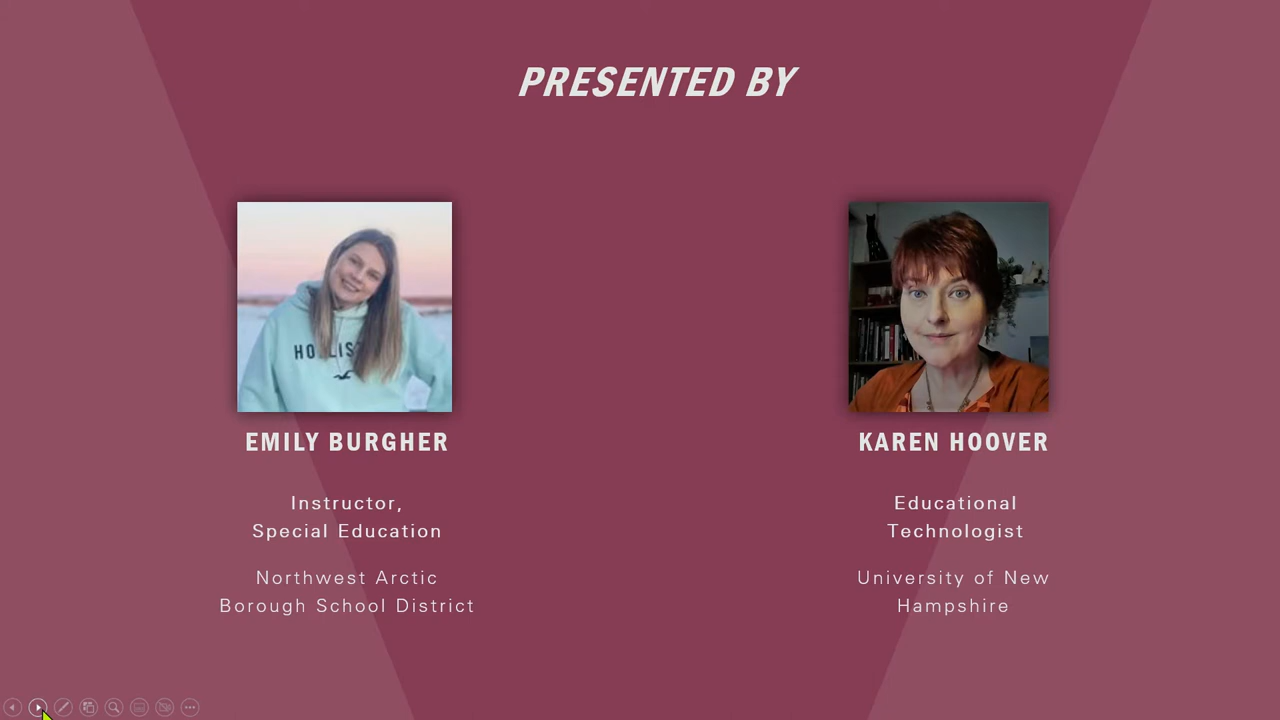 PRESENTED BY
EMILY BURGHER
Instructor,
Special Education
Northwest Arctic
Borough School District
KAREN HOOVER
Educational
Technologist
University of New
Hampshire